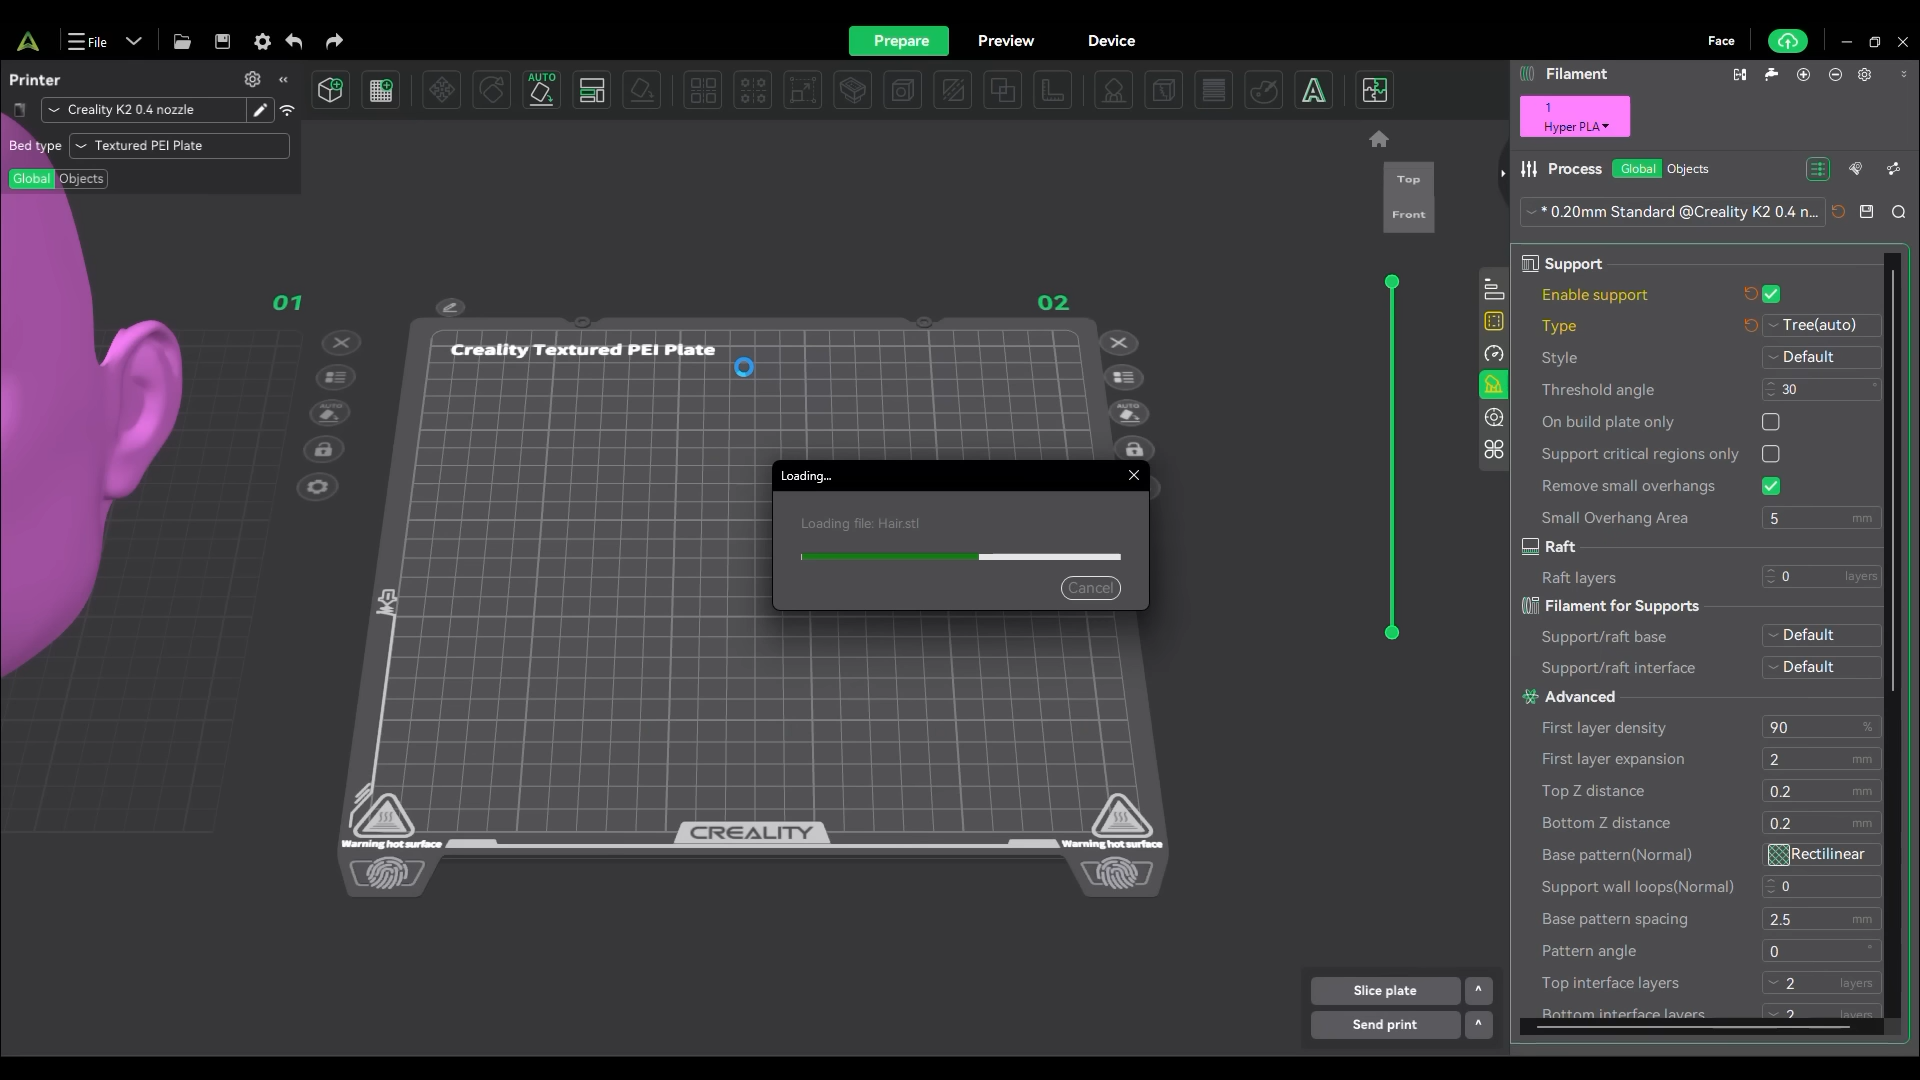 File
Prepare
Preview
Device
Face
Printer
Creality K2 0.4 nozzle
Bed type
Textured PEI Plate
Global
Objects
AUTO
Top
Front
01
02
Creality Textured PEI Plate
AUTO
AUTO
Loading...
Loading file: Hair.stl
Cancel
CREALITY
Warning hot surface
Warning hot surface
Slice plate
Send print
Filament
1
Hyper PLA
Process
Global
Objects
* 0.20mm Standard @Creality K2 0.4 n...
Support
Enable support
Type
Tree(auto)
Style
Default
Threshold angle
30 °
On build plate only
Support critical regions only
Remove small overhangs
Small Overhang Area
5 mm
Raft
Raft layers
0 layers
Filament for Supports
Support/raft base
Default
Support/raft interface
Default
Advanced
First layer density
90 %
First layer expansion
2 mm
Top Z distance
0.2 mm
Bottom Z distance
0.2 mm
Base pattern(Normal)
Rectilinear
Support wall loops(Normal)
0
Base pattern spacing
2.5 mm
Pattern angle
0 °
Top interface layers
2 layers
Bottom interface layers
2 layers